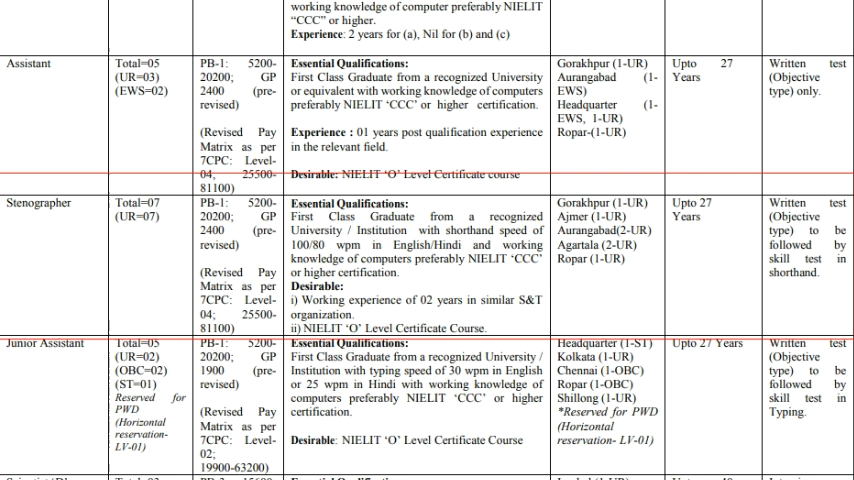 working knowledge of computer preferably NIELIT
“CCC” or higher.
Experience: 2 years for (a), Nil for (b) and (c)
Assistant
Total=05
(UR=03)
(EWS=02)
PB-1: 5200-
20200; GP
2400 (pre-
revised)
(Revised Pay
Matrix as per
7CPC: Level-
04, 25500-
81100)
Essential Qualifications:
First Class Graduate from a recognized University
or equivalent with working knowledge of computers
preferably NIELIT ‘CCC’ or higher certification.
Experience : 01 years post qualification experience
in the relevant field.
Desirable: NIELIT ‘O’ Level Certificate course
Gorakhpur (1-UR)
Aurangabad (1-
EWS)
Headquarter (1-
EWS, 1-UR)
Ropar-(1-UR)
Upto 27
Years
Written test
(Objective
type) only.
Stenographer
Total=07
(UR=07)
PB-1: 5200-
20200; GP
2400 (pre-
revised)
(Revised Pay
Matrix as per
7CPC: Level-
04; 25500-
81100)
Essential Qualifications:
First Class Graduate from a recognized
University / Institution with shorthand speed of
100/80 wpm in English/Hindi and working
knowledge of computers preferably NIELIT ‘CCC’
or higher certification.
Desirable:
i) Working experience of 02 years in similar S&T
organization.
ii) NIELIT ‘O’ Level Certificate Course.
Gorakhpur (1-UR)
Ajmer (1-UR)
Aurangabad(2-UR)
Agartala (2-UR)
Ropar (1-UR)
Upto 27
Years
Written test
(Objective
type) to be
followed by
skill test in
shorthand.
Junior Assistant
Total=05
(UR=02)
(OBC=02)
(ST=01)
Reserved for
PWD
(Horizontal
reservation-
LV-01)
PB-1: 5200-
20200; GP
1900 (pre-
revised)
(Revised Pay
Matrix as per
7CPC: Level-
02;
19900-63200)
Essential Qualifications:
First Class Graduate from a recognized University /
Institution with typing speed of 30 wpm in English
or 25 wpm in Hindi with working knowledge of
computers preferably NIELIT ‘CCC’ or higher
certification.
Desirable: NIELIT ‘O’ Level Certificate Course
Headquarter (1-ST)
Kolkata (1-UR)
Chennai (1-OBC)
Ropar (1-OBC)
Shillong (1-UR)
*Reserved for PWD
(Horizontal
reservation- LV-01)
Upto 27 Years
Written test
(Objective
type) to be
followed by
skill test in
Typing.